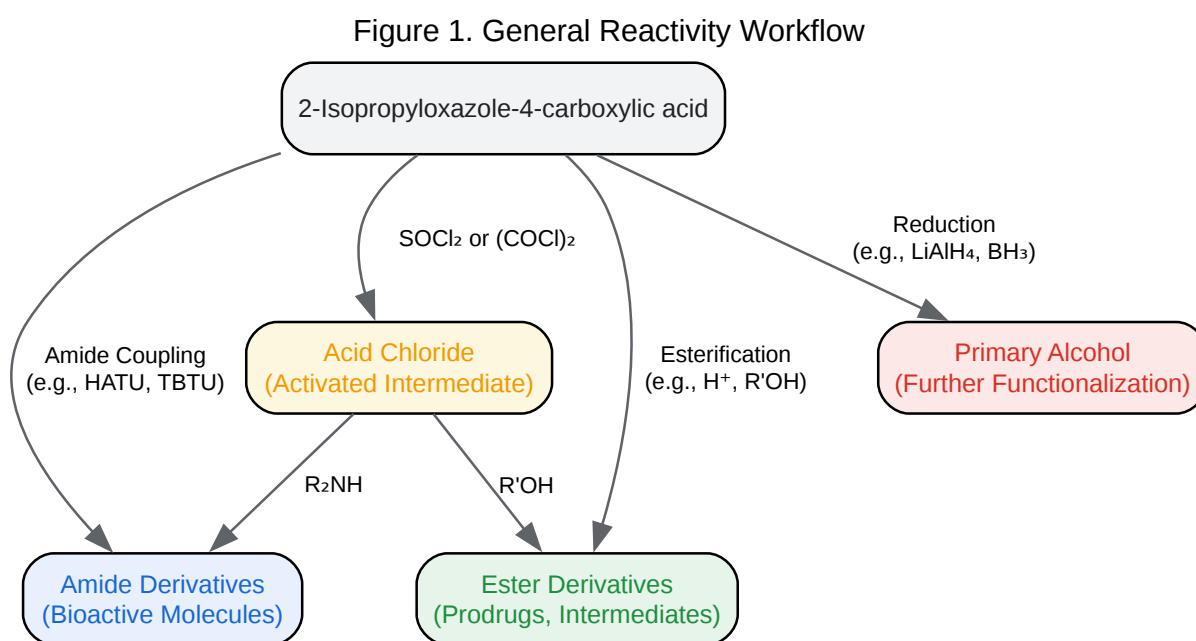 Figure 1. General Reactivity Workflow
2-Isopropyloxazole-4-carboxylic acid
SOCl₂ or (COCl)₂
Reduction
(e.g., LiAlH₄, BH₃)
Amide Coupling
(e.g., HATU, TBTU)
Acid Chloride
(Activated Intermediate)
Esterification
(e.g., H⁺, R'OH)
Primary Alcohol
(Further Functionalization)
R₂NH
R'OH
Amide Derivatives
(Bioactive Molecules)
Ester Derivatives
(Prodrugs, Intermediates)